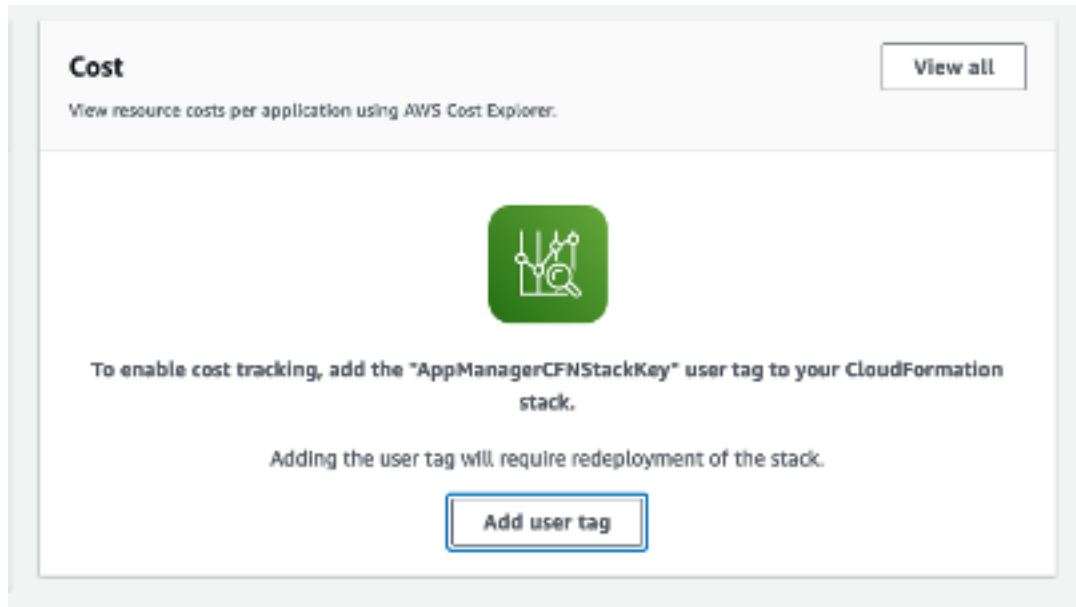 Cost
View all
View resource costs per application using AWS Cost Explorer.
To enable cost tracking, add the "AppManagerCFNStackKey" user tag to your CloudFormation
stack.
Adding the user tag will require redeployment of the stack.
Add user tag